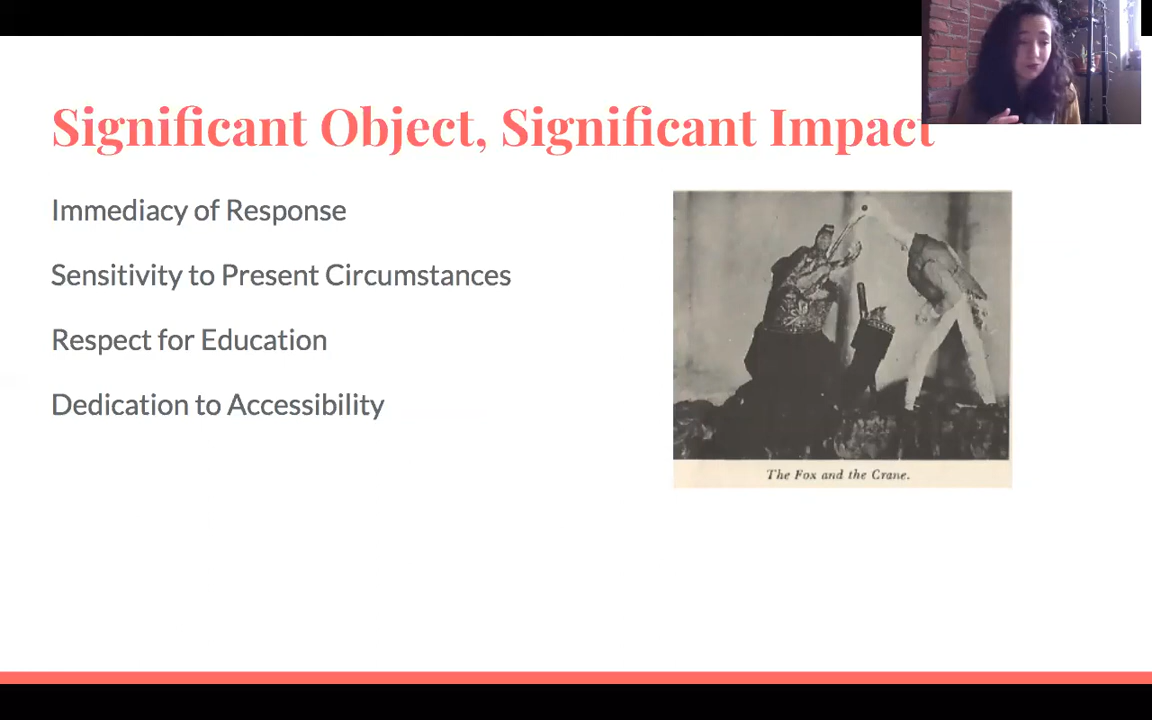 Significant Object, Significant Impact
Immediacy of Response
Sensitivity to Present Circumstances
Respect for Education
Dedication to Accessibility
The Fox and the Crane.